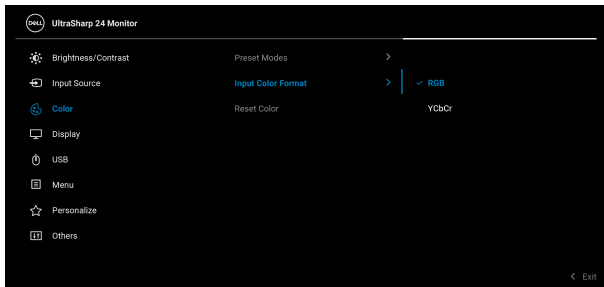 DELL UltraSharp 24 Monitor
Brightness/Contrast Preset Modes
Input Source Input Color Format RGB
Color Reset Color YCbCr
Display
USB
Menu
Personalize
Others
Exit